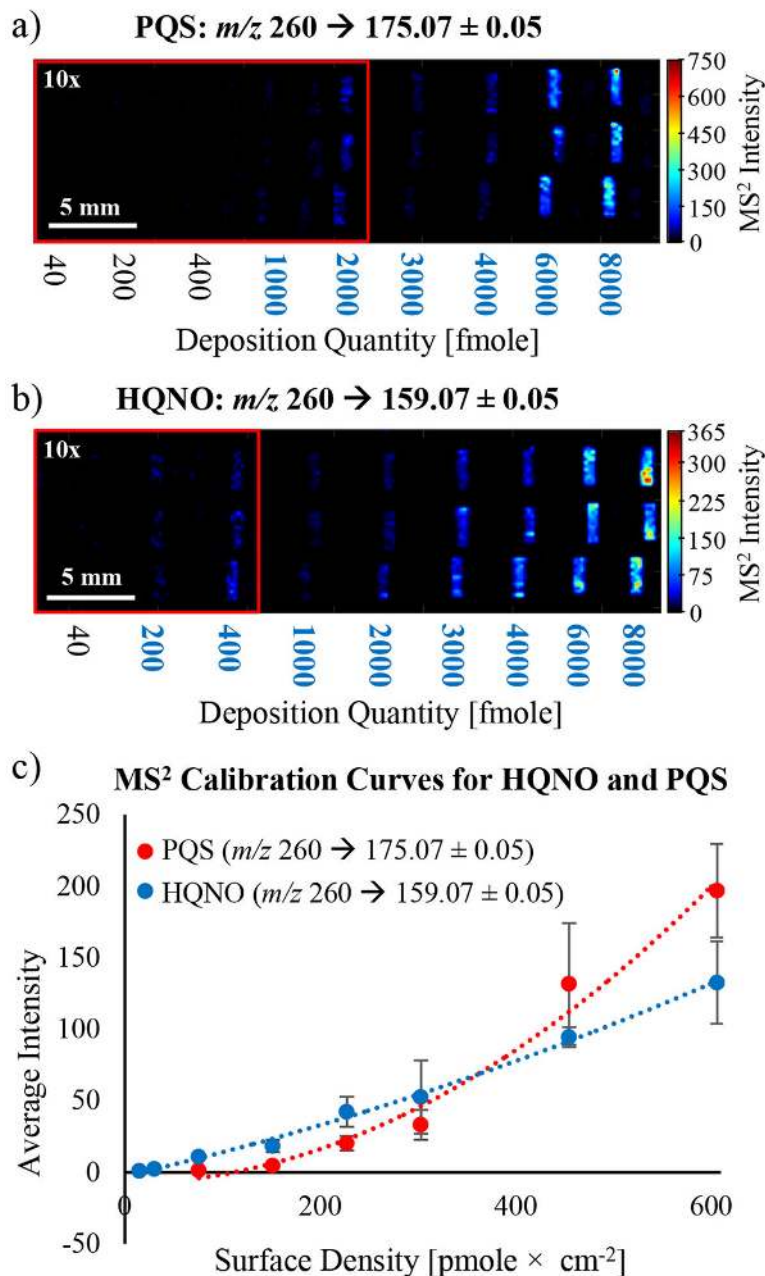 a)
PQS: m/z 260 → 175.07 ± 0.05
10x
5 mm
750
600
450
300
150
0
MS² Intensity
40
200
400
1000
2000
3000
4000
6000
8000
Deposition Quantity [fmole]
b)
HQNO: m/z 260 → 159.07 ± 0.05
10x
5 mm
365
300
225
150
75
0
MS² Intensity
40
200
400
1000
2000
3000
4000
6000
8000
Deposition Quantity [fmole]
c)
MS² Calibration Curves for HQNO and PQS
250
200
150
100
50
0
-50
Average Intensity
PQS (m/z 260 → 175.07 ± 0.05)
HQNO (m/z 260 → 159.07 ± 0.05)
0
200
400
600
Surface Density [pmole × cm⁻²]